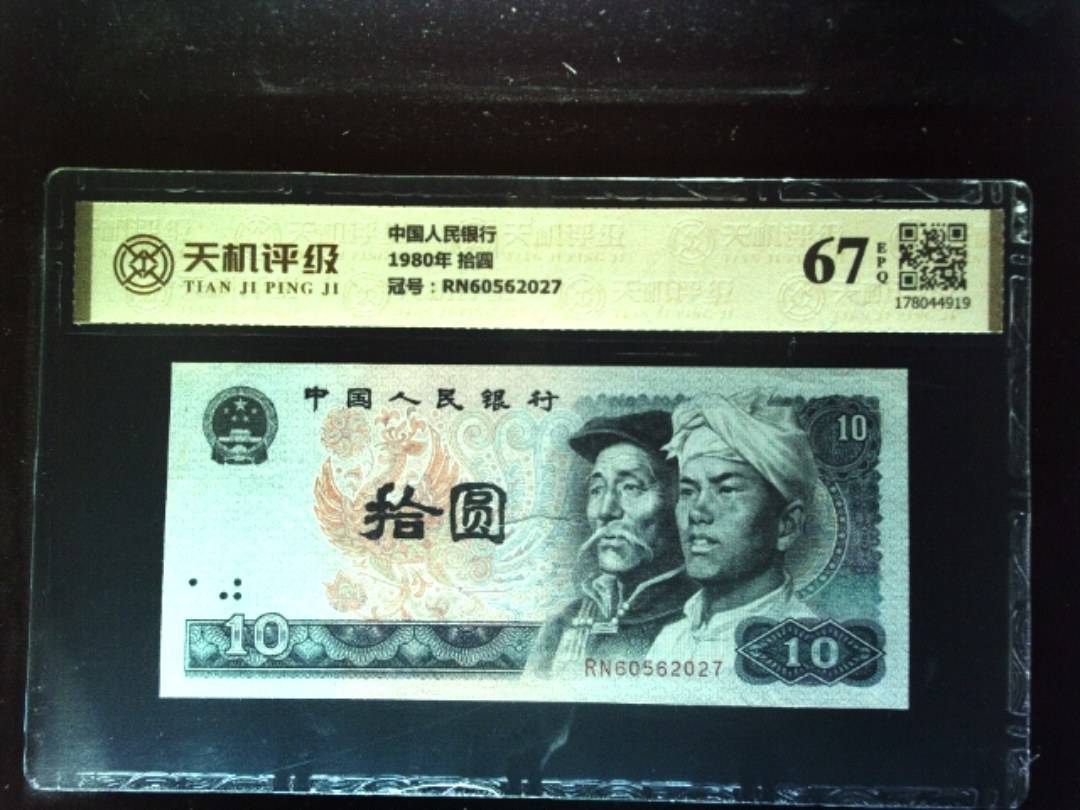 天机评级
TIAN JI PING JI
中国人民银行
1980年 拾圆
冠号：RN60562027
67
EPQ
178044919
中国人民银行
10
拾圆
10
RN60562027
10